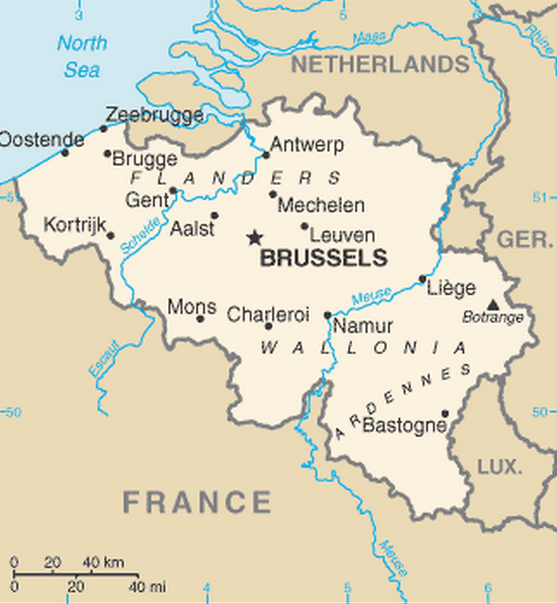 3
4
5
6
North
Sea
Maas
Rhine
NETHERLANDS
Zeebrugge
Oostende
Brugge
Antwerp
FLANDERS
Gent
Mechelen
51
51
Kortrijk
Schelde
Aalst
Leuven
BRUSSELS
GER.
Liège
Meuse
Botrange
Mons
Charleroi
Namur
WALLONIA
Escaut
ARDENNES
50
50
Bastogne
LUX.
FRANCE
Meuse
0 20 40 km
0 20 40 mi
4
5
6